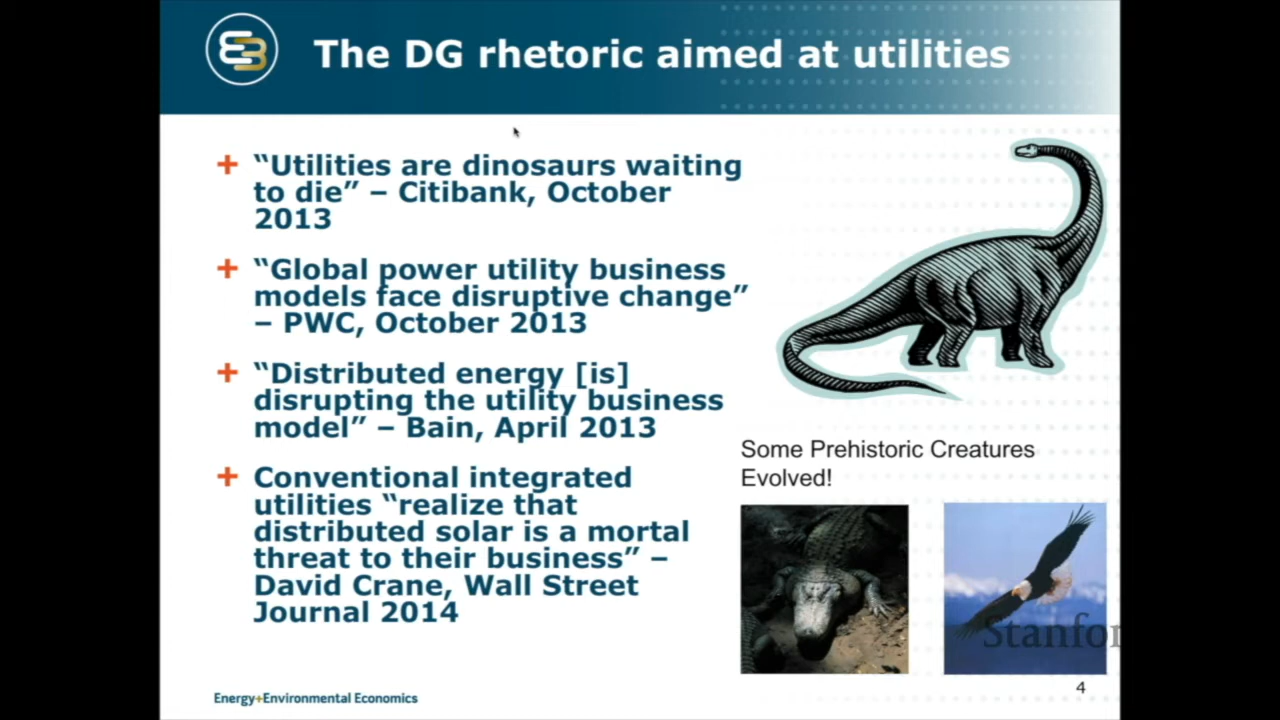 The DG rhetoric aimed at utilities
+ “Utilities are dinosaurs waiting
to die” – Citibank, October
2013
+ “Global power utility business
models face disruptive change”
– PWC, October 2013
+ “Distributed energy [is]
disrupting the utility business
model” – Bain, April 2013
+ Conventional integrated
utilities “realize that
distributed solar is a mortal
threat to their business” –
David Crane, Wall Street
Journal 2014
Some Prehistoric Creatures
Evolved!
Stanfor
Energy+Environmental Economics
4